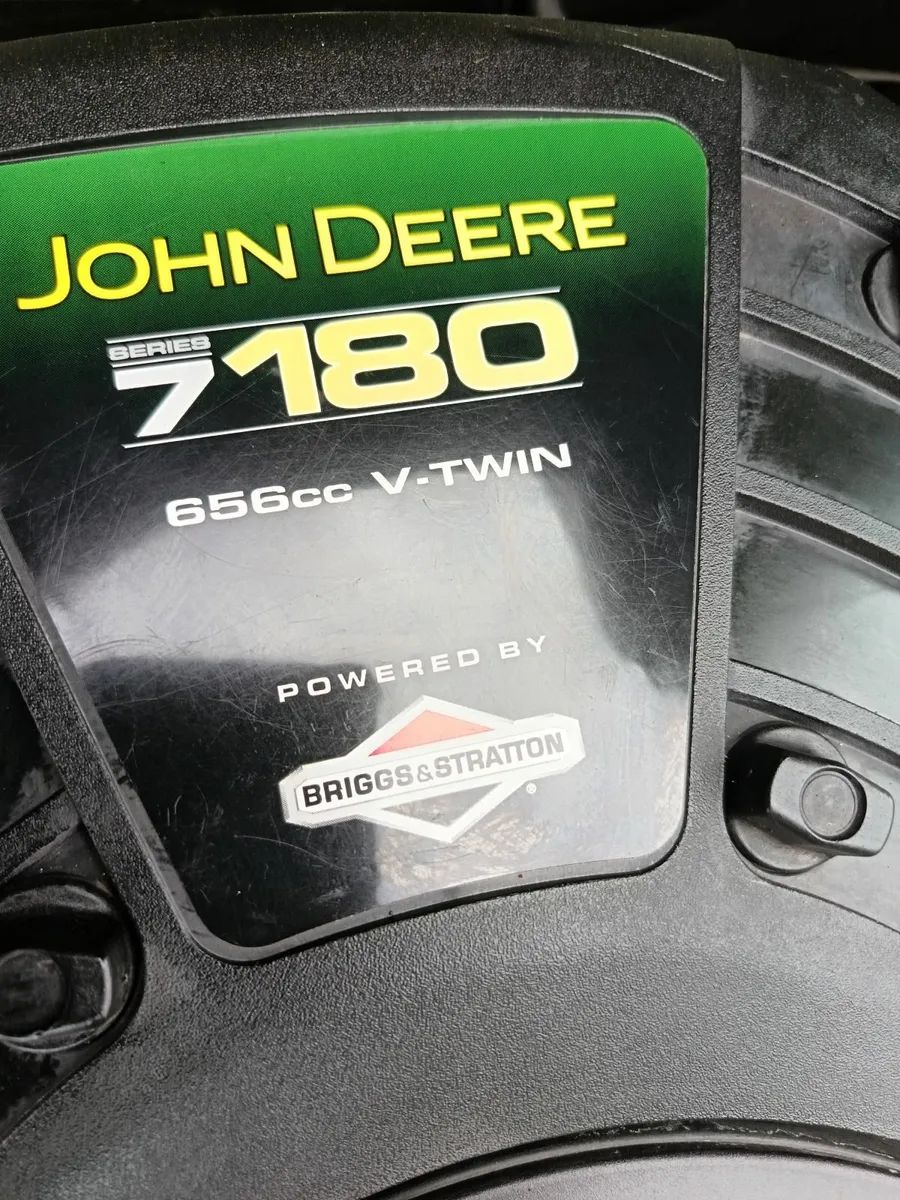 JOHN DEERE
SERIES
7180
656cc V-TWIN
POWERED BY
BRIGGS&STRATTON®